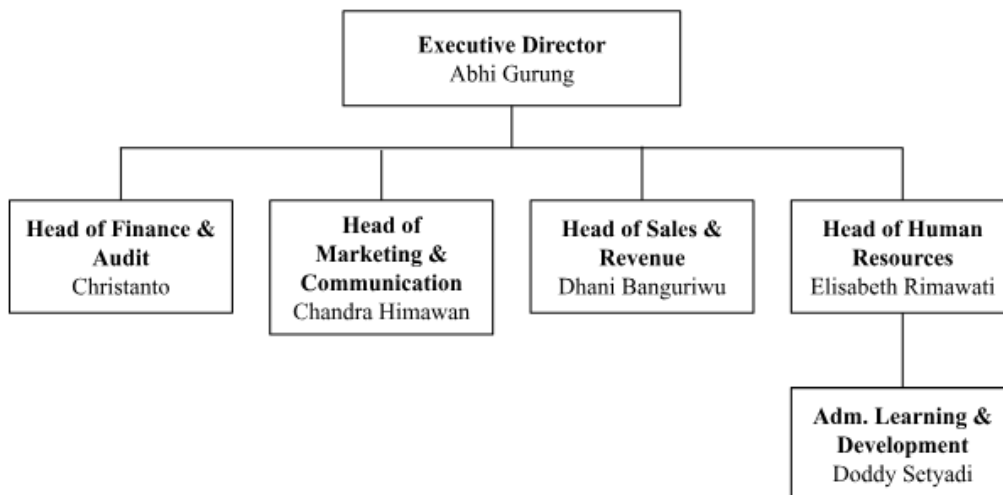 Executive Director
Abhi Gurung
Head of Finance &
Audit
Christanto
Head of
Marketing &
Communication
Chandra Himawan
Head of Sales &
Revenue
Dhani Banguriwu
Head of Human
Resources
Elisabeth Rimawati
Adm. Learning &
Development
Doddy Setyadi